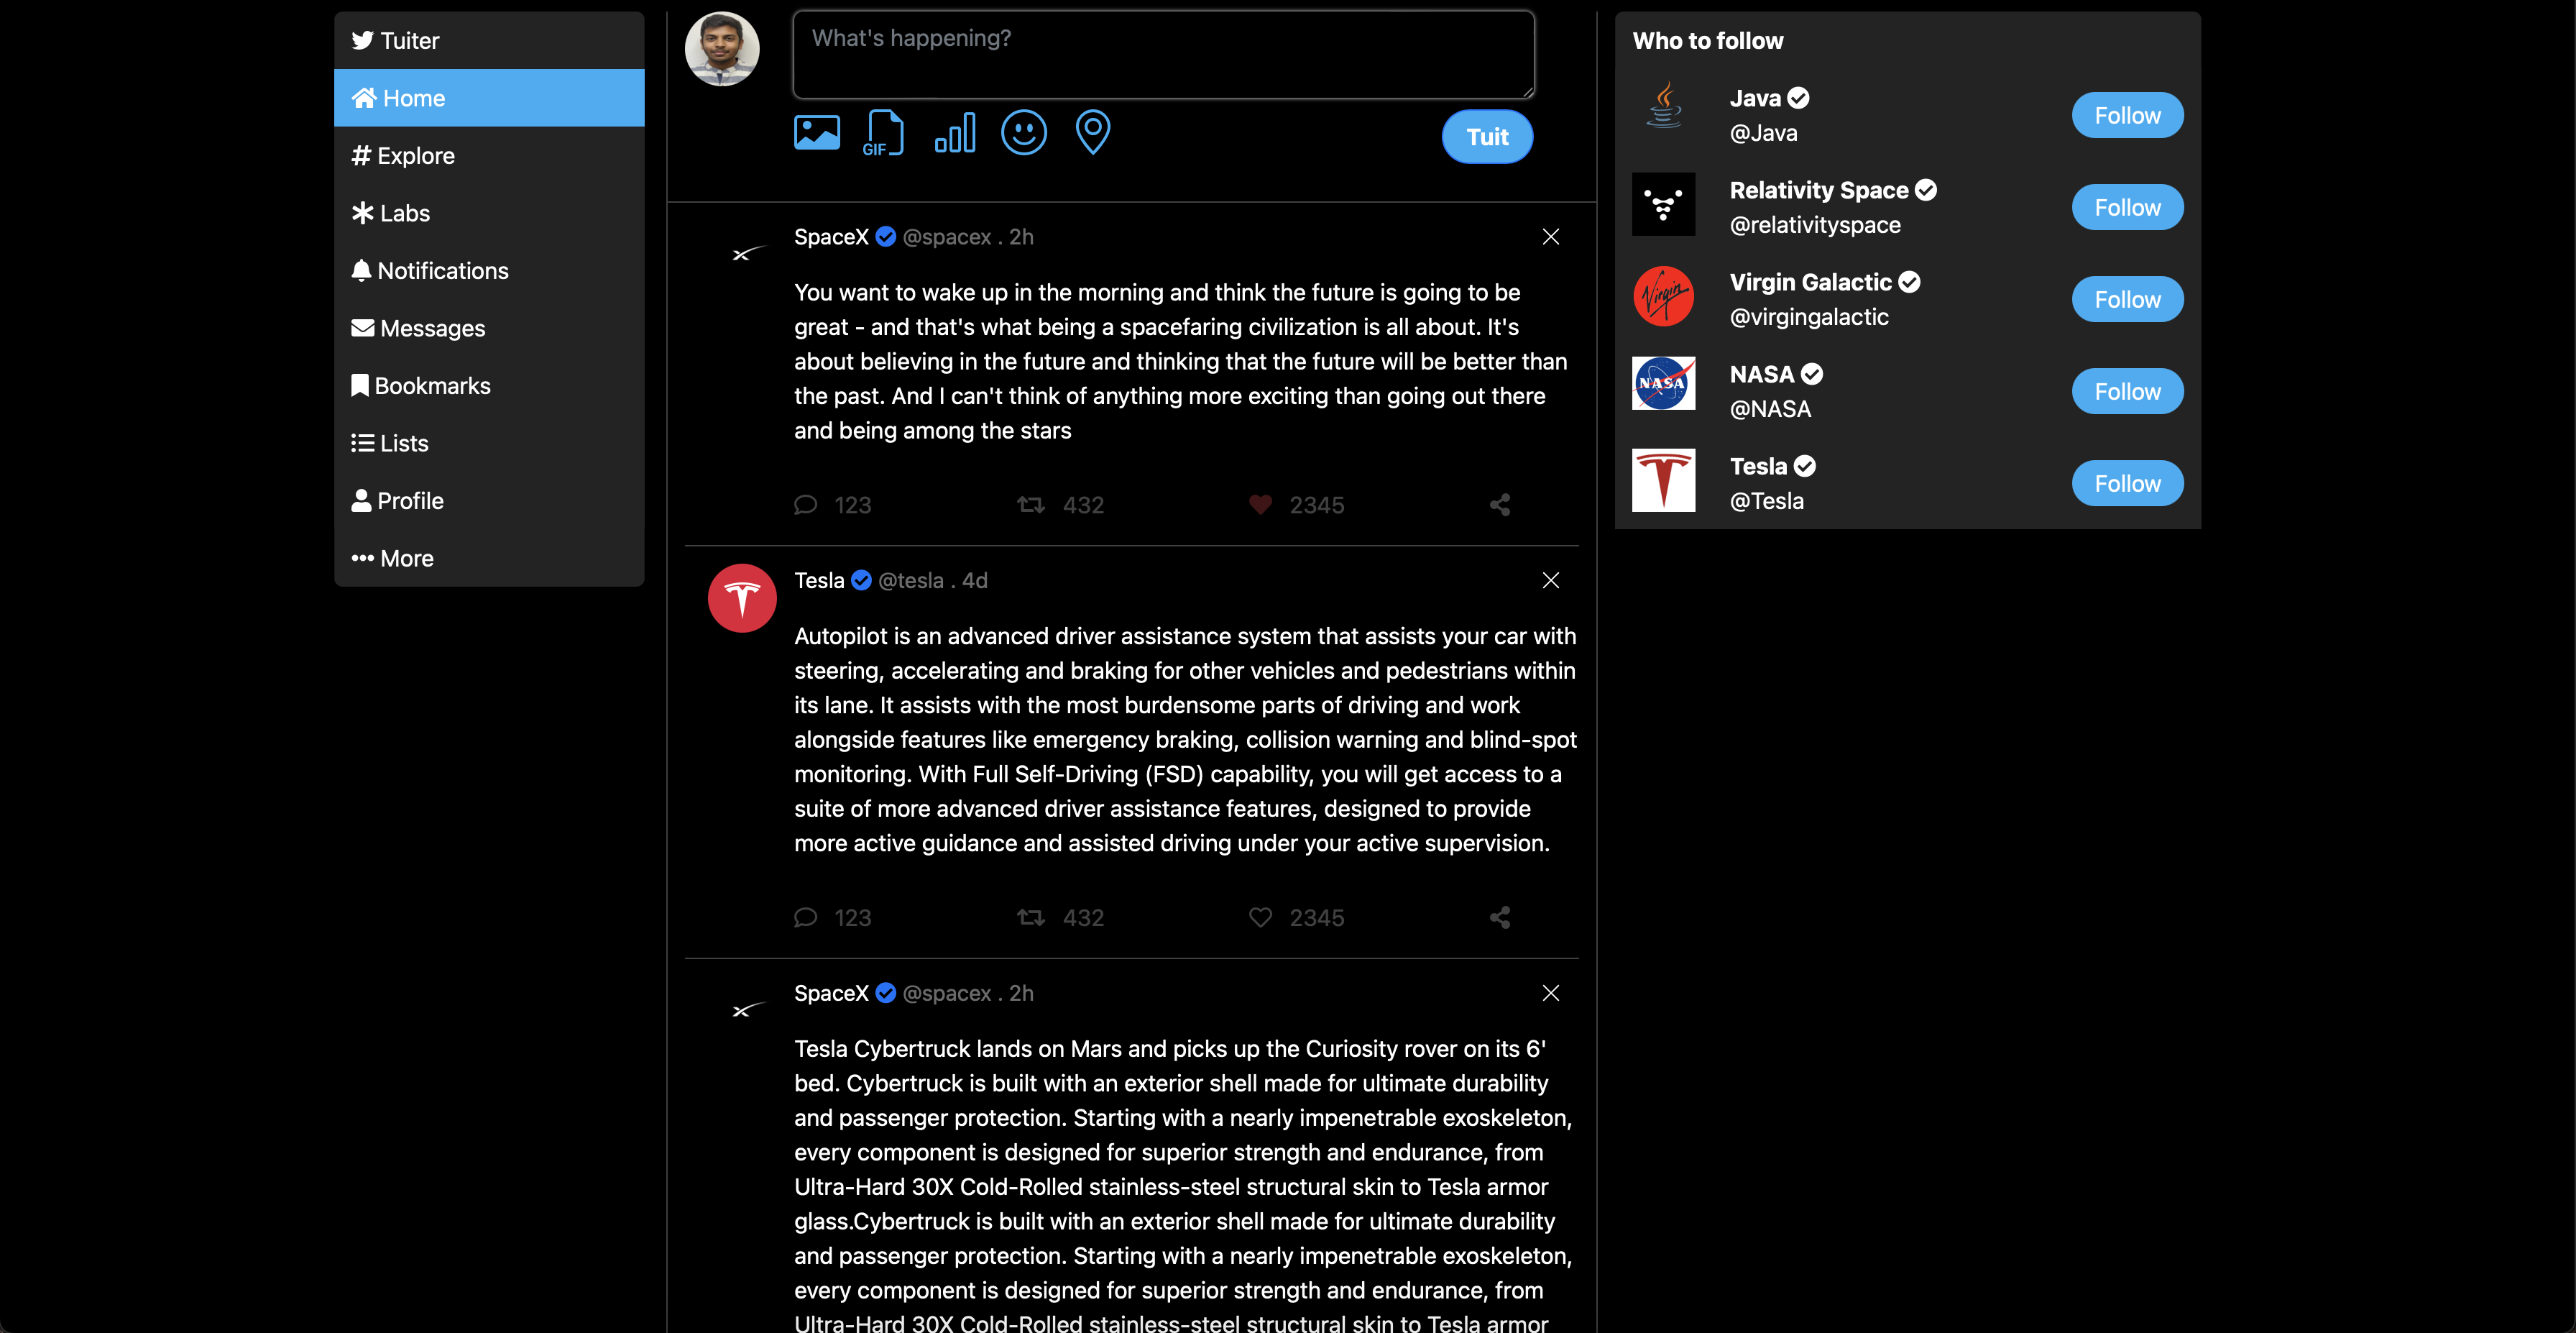 Tuiter
Home
Explore
Labs
Notifications
Messages
Bookmarks
Lists
Profile
More
What's happening?
GIF
Tuit
SpaceX @spacex . 2h
You want to wake up in the morning and think the future is going to be
great - and that's what being a spacefaring civilization is all about. It's
about believing in the future and thinking that the future will be better than
the past. And I can't think of anything more exciting than going out there
and being among the stars
123 432 2345
Tesla @tesla . 4d
Autopilot is an advanced driver assistance system that assists your car with
steering, accelerating and braking for other vehicles and pedestrians within
its lane. It assists with the most burdensome parts of driving and work
alongside features like emergency braking, collision warning and blind-spot
monitoring. With Full Self-Driving (FSD) capability, you will get access to a
suite of more advanced driver assistance features, designed to provide
more active guidance and assisted driving under your active supervision.
123 432 2345
SpaceX @spacex . 2h
Tesla Cybertruck lands on Mars and picks up the Curiosity rover on its 6'
bed. Cybertruck is built with an exterior shell made for ultimate durability
and passenger protection. Starting with a nearly impenetrable exoskeleton,
every component is designed for superior strength and endurance, from
Ultra-Hard 30X Cold-Rolled stainless-steel structural skin to Tesla armor
glass.Cybertruck is built with an exterior shell made for ultimate durability
and passenger protection. Starting with a nearly impenetrable exoskeleton,
every component is designed for superior strength and endurance, from
Ultra-Hard 30X Cold-Rolled stainless-steel structural skin to Tesla armor
Who to follow
Java
@Java
Follow
Relativity Space
@relativityspace
Follow
Virgin
Virgin Galactic
@virgingalactic
Follow
NASA
NASA
@NASA
Follow
Tesla
@Tesla
Follow